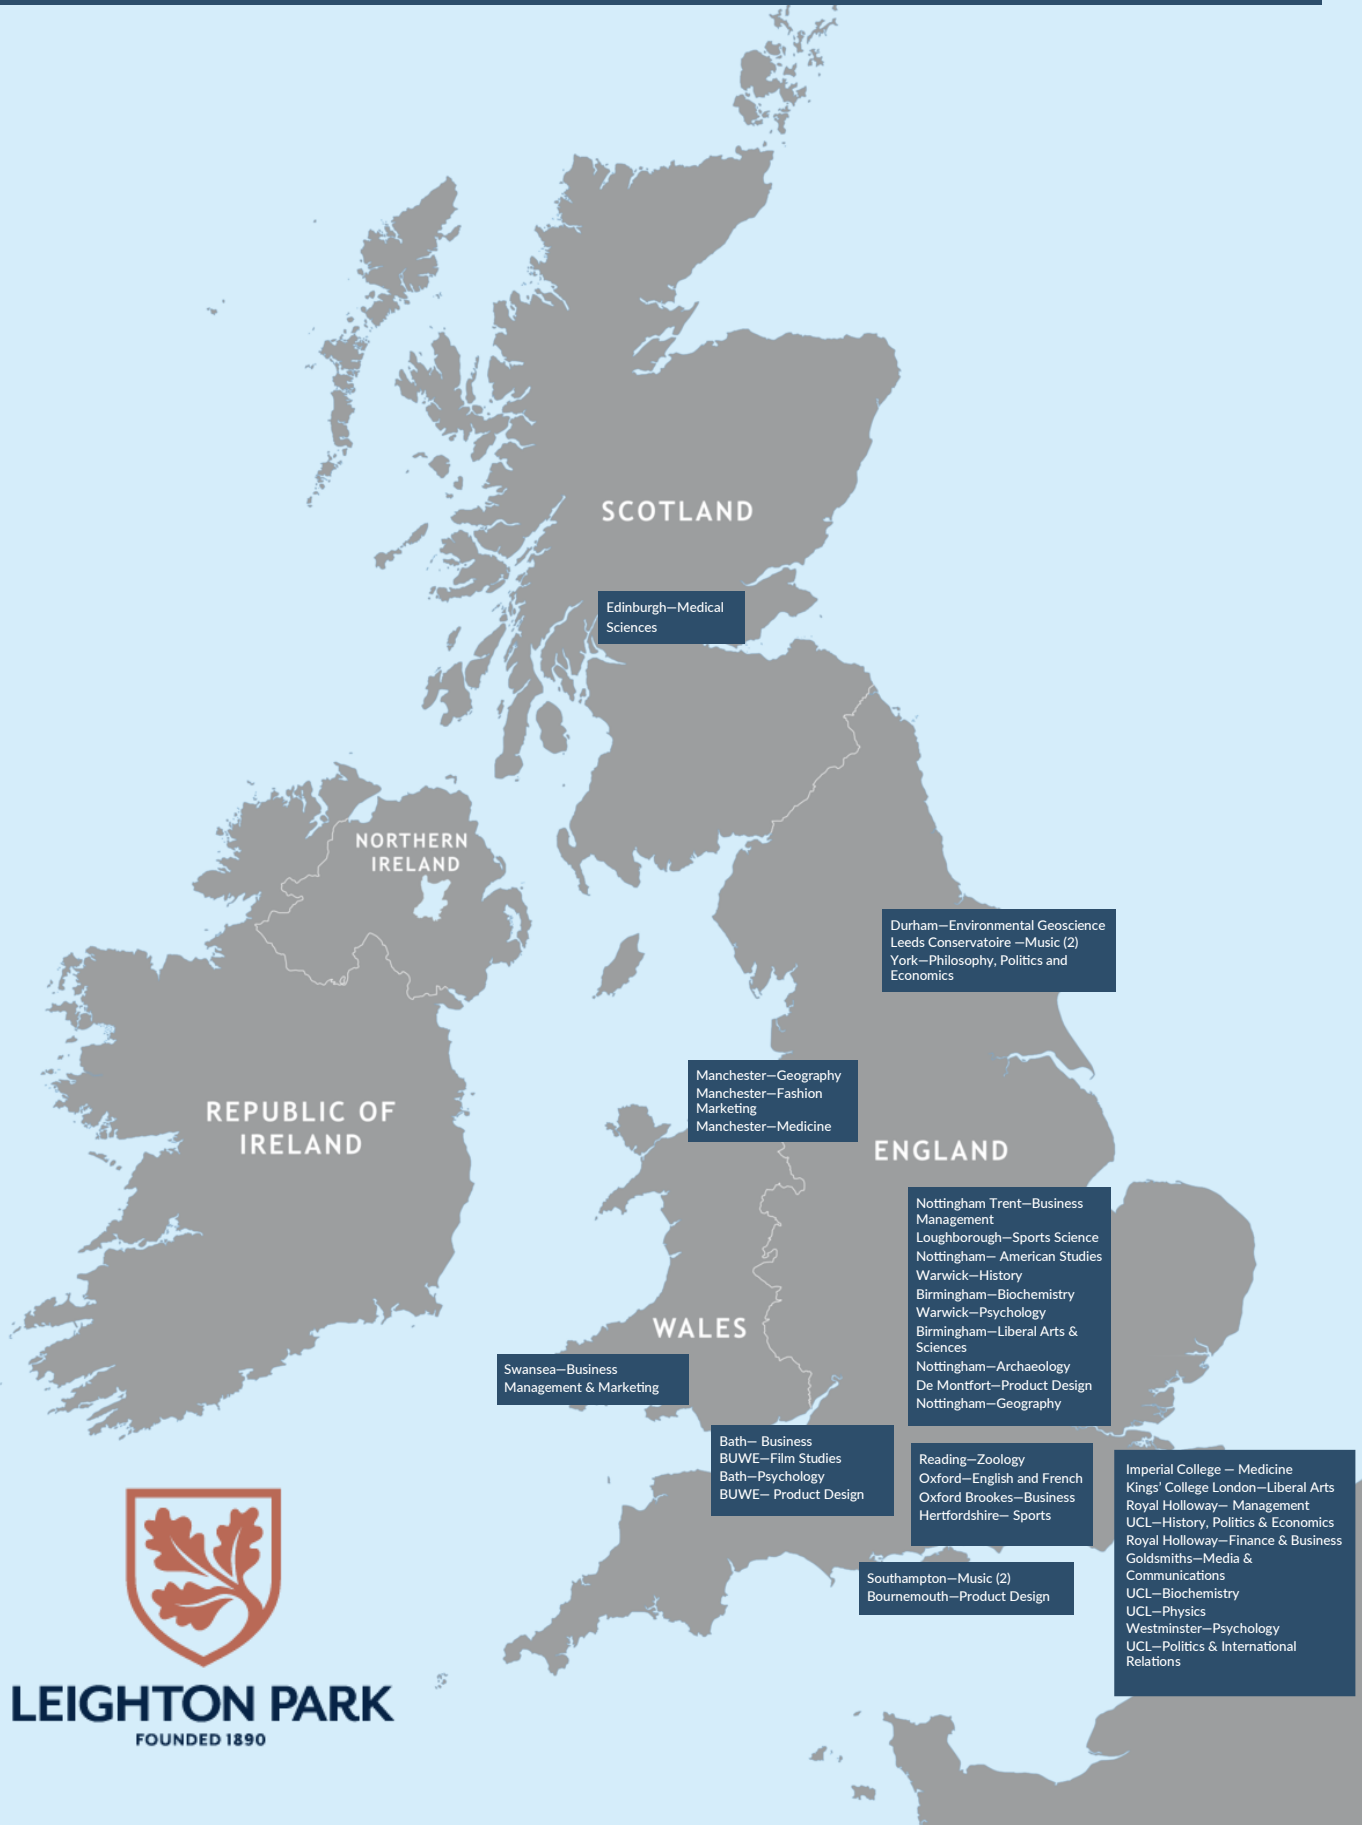 SCOTLAND
Edinburgh—Medical
Sciences
NORTHERN
IRELAND
Durham—Environmental Geoscience
Leeds Conservatoire —Music (2)
York—Philosophy, Politics and
Economics
Manchester—Geography
Manchester—Fashion
Marketing
Manchester—Medicine
REPUBLIC OF
IRELAND
ENGLAND
Nottingham Trent—Business
Management
Loughborough—Sports Science
Nottingham— American Studies
Warwick—History
Birmingham—Biochemistry
Warwick—Psychology
Birmingham—Liberal Arts &
Sciences
Nottingham—Archaeology
De Montfort—Product Design
Nottingham—Geography
WALES
Swansea—Business
Management & Marketing
Bath— Business
BUWE—Film Studies
Bath—Psychology
BUWE— Product Design
Reading—Zoology
Oxford—English and French
Oxford Brookes—Business
Hertfordshire— Sports
Imperial College — Medicine
Kings' College London—Liberal Arts
Royal Holloway— Management
UCL—History, Politics & Economics
Royal Holloway—Finance & Business
Goldsmiths—Media &
Communications
UCL—Biochemistry
UCL—Physics
Westminster—Psychology
UCL—Politics & International
Relations
Southampton—Music (2)
Bournemouth—Product Design
LEIGHTON PARK
FOUNDED 1890